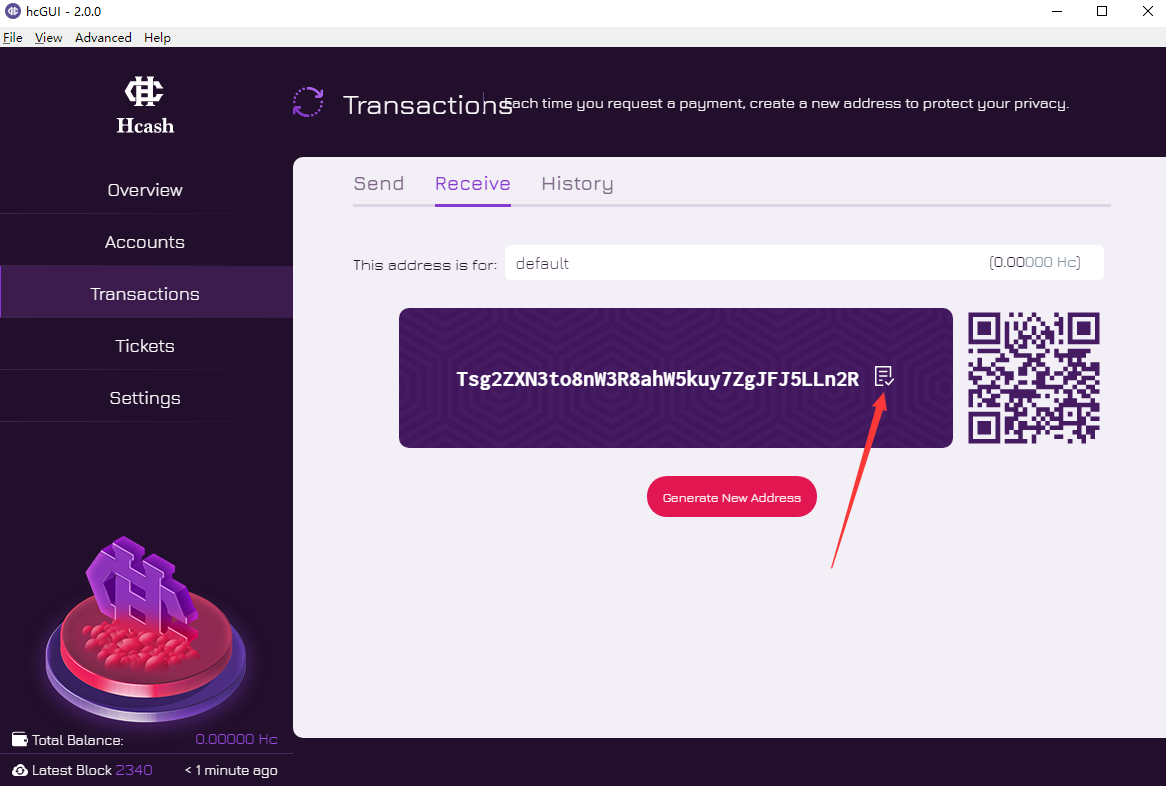 hcGUI - 2.0.0
File View Advanced Help
Hcash
Overview
Accounts
Transactions
Tickets
Settings
Total Balance: 0.00000 Hc
Latest Block 2340 < 1 minute ago
Transactions
Each time you request a payment, create a new address to protect your privacy.
Send Receive History
This address is for: default (0.00000 Hc)
Tsg2ZXN3to8nW3R8ahW5kuy7ZgJFJ5LLn2R
Generate New Address